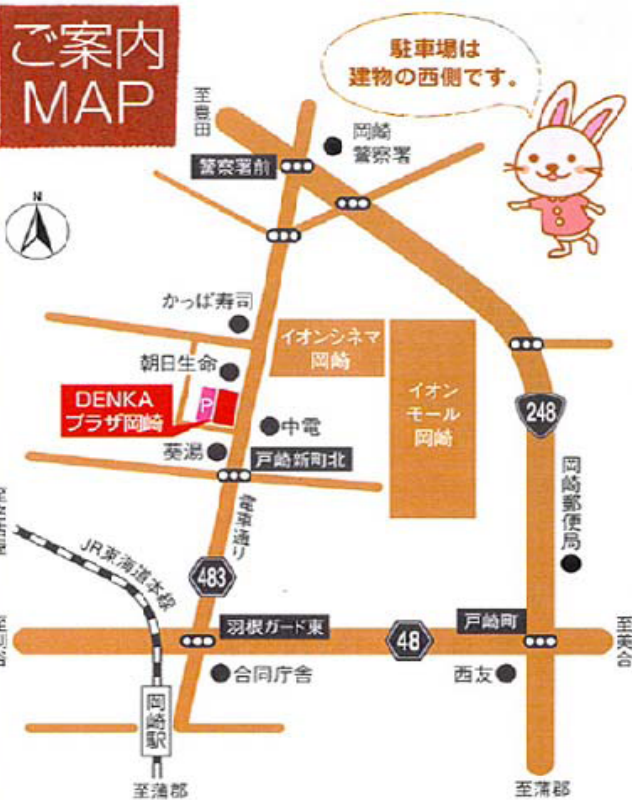 ご案内
MAP
駐車場は
建物の西側です。
至豊田
岡崎
警察署
警察署前
N
かっぱ寿司
イオンシネマ
岡崎
朝日生命
イオン
モール
岡崎
DENKA
プラザ岡崎
P
中電
248
葵湯
戸崎新町北
岡崎郵便局
電車通り
JR東海道本線
483
羽根ガード東
48
戸崎町
合同庁舎
西友
岡崎駅
至蒲郡
至蒲郡